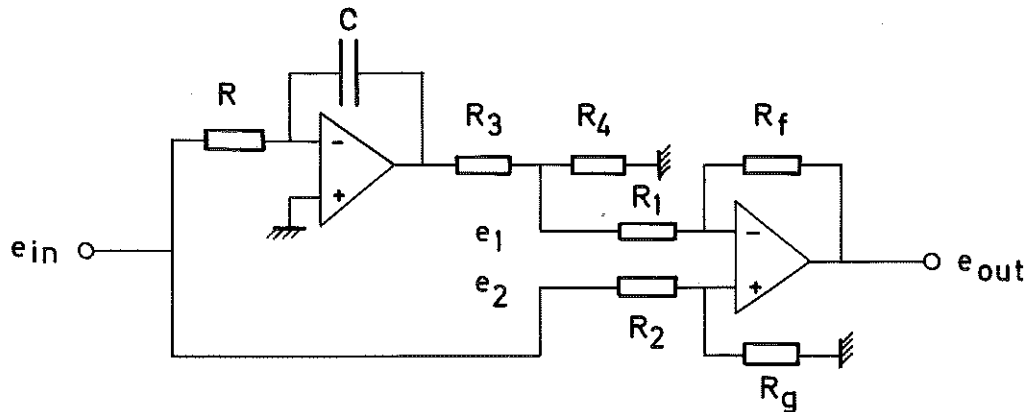 C
R
R3
R4
Rf
-
+
R1
e1
-
ein
eout
e2
+
R2
Rg